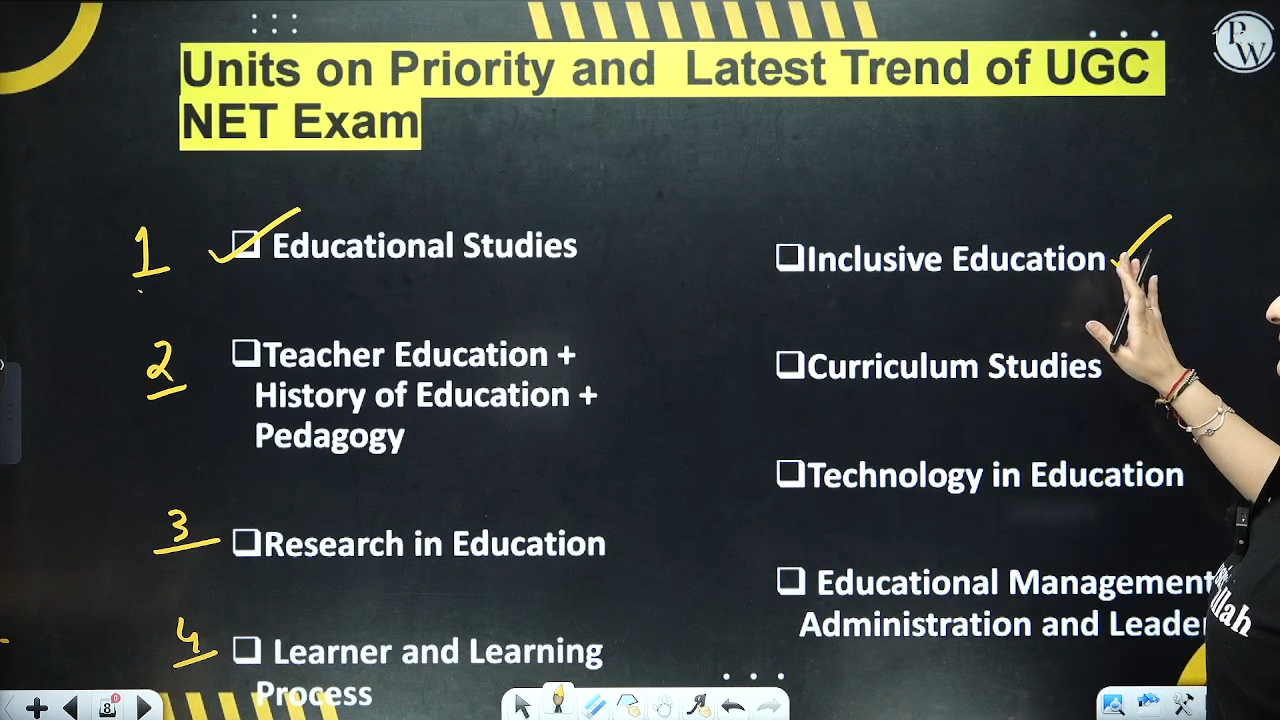 Units on Priority and Latest Trend of UGC
NET Exam
PW
1
Educational Studies
2
Teacher Education +
History of Education +
Pedagogy
3
Research in Education
4
Learner and Learning
Process
Inclusive Education
Curriculum Studies
Technology in Education
Educational Management
Administration and Leader
8
0